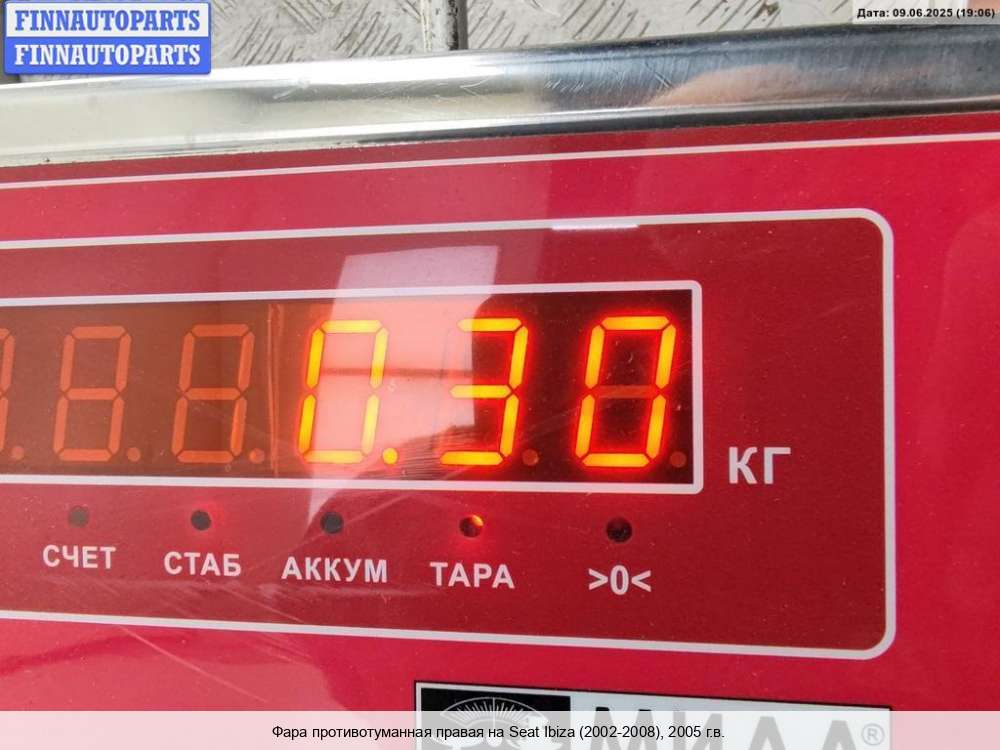 FINNAUTOPARTS
FINNAUTOPARTS
Дата: 09.06.2025 (19:06)
0.30
КГ
СЧЕТ СТАБ АККУМ ТАРА >0<
МИДЛ®
Фара противотуманная правая на Seat Ibiza (2002-2008), 2005 г.в.